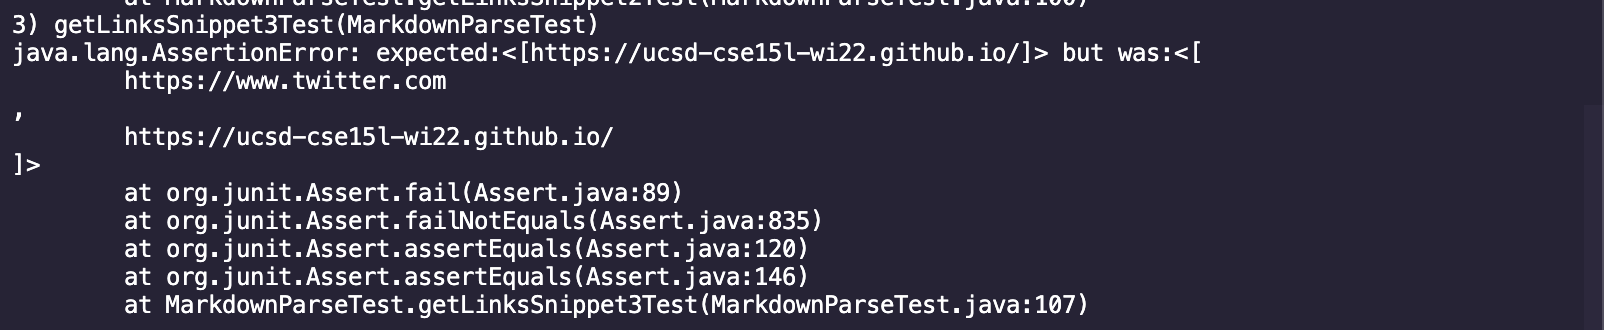 at MarkdownParseTest.getLinksSnippet2Test(MarkdownParseTest.java:100)
3) getLinksSnippet3Test(MarkdownParseTest)
java.lang.AssertionError: expected:<[https://ucsd-cse15l-wi22.github.io/]> but was:<[
https://www.twitter.com
,
https://ucsd-cse15l-wi22.github.io/
]>
at org.junit.Assert.fail(Assert.java:89)
at org.junit.Assert.failNotEquals(Assert.java:835)
at org.junit.Assert.assertEquals(Assert.java:120)
at org.junit.Assert.assertEquals(Assert.java:146)
at MarkdownParseTest.getLinksSnippet3Test(MarkdownParseTest.java:107)